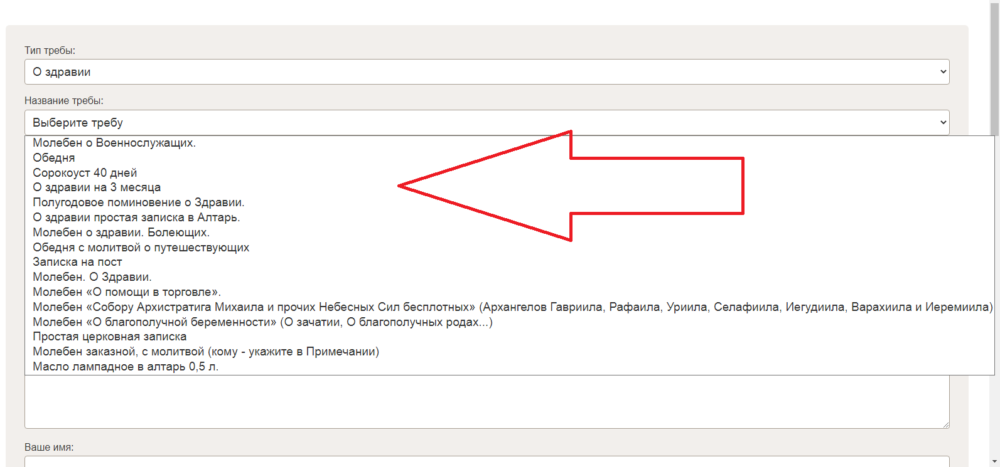 Тип требы:
О здравии
Название требы:
Выберите требу
Молебен о Военнослужащих.
Обедня
Сорокоуст 40 дней
О здравии на 3 месяца
Полугодовое поминовение о Здравии.
О здравии простая записка в Алтарь.
Молебен о здравии. Болеющих.
Обедня с молитвой о путешествующих
Записка на пост
Молебен. О Здравии.
Молебен «О помощи в торговле».
Молебен «Собору Архистратига Михаила и прочих Небесных Сил бесплотных» (Архангелов Гавриила, Рафаила, Уриила, Селафиила, Иегудиила, Варахиила и Иеремиила)
Молебен «О благополучной беременности» (О зачатии, О благополучных родах...)
Простая церковная записка
Молебен заказной, с молитвой (кому - укажите в Примечании)
Масло лампадное в алтарь 0,5 л.
Ваше имя: